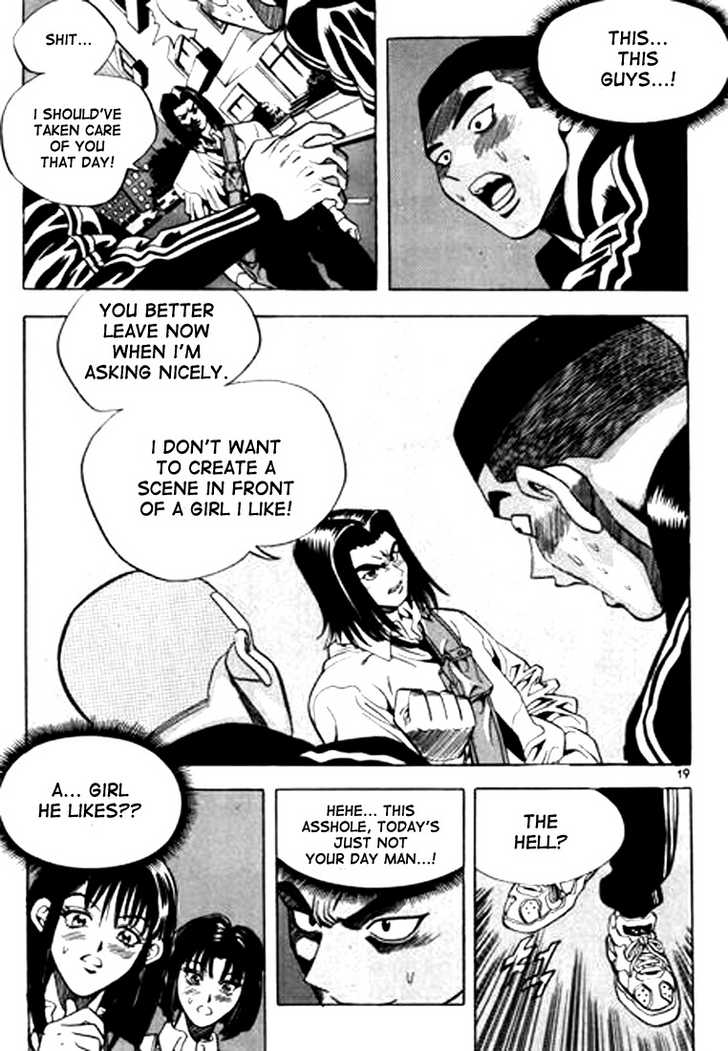 SHIT...
I SHOULD'VE
TAKEN CARE
OF YOU
THAT DAY!
THIS...
THIS
GUYS...!
YOU BETTER
LEAVE NOW
WHEN I'M
ASKING NICELY.
I DON'T WANT
TO CREATE A
SCENE IN FRONT
OF A GIRL I LIKE!
19
A... GIRL
HE LIKES??
HEHE... THIS
ASSHOLE, TODAY'S
JUST NOT
YOUR DAY MAN...!
THE
HELL?